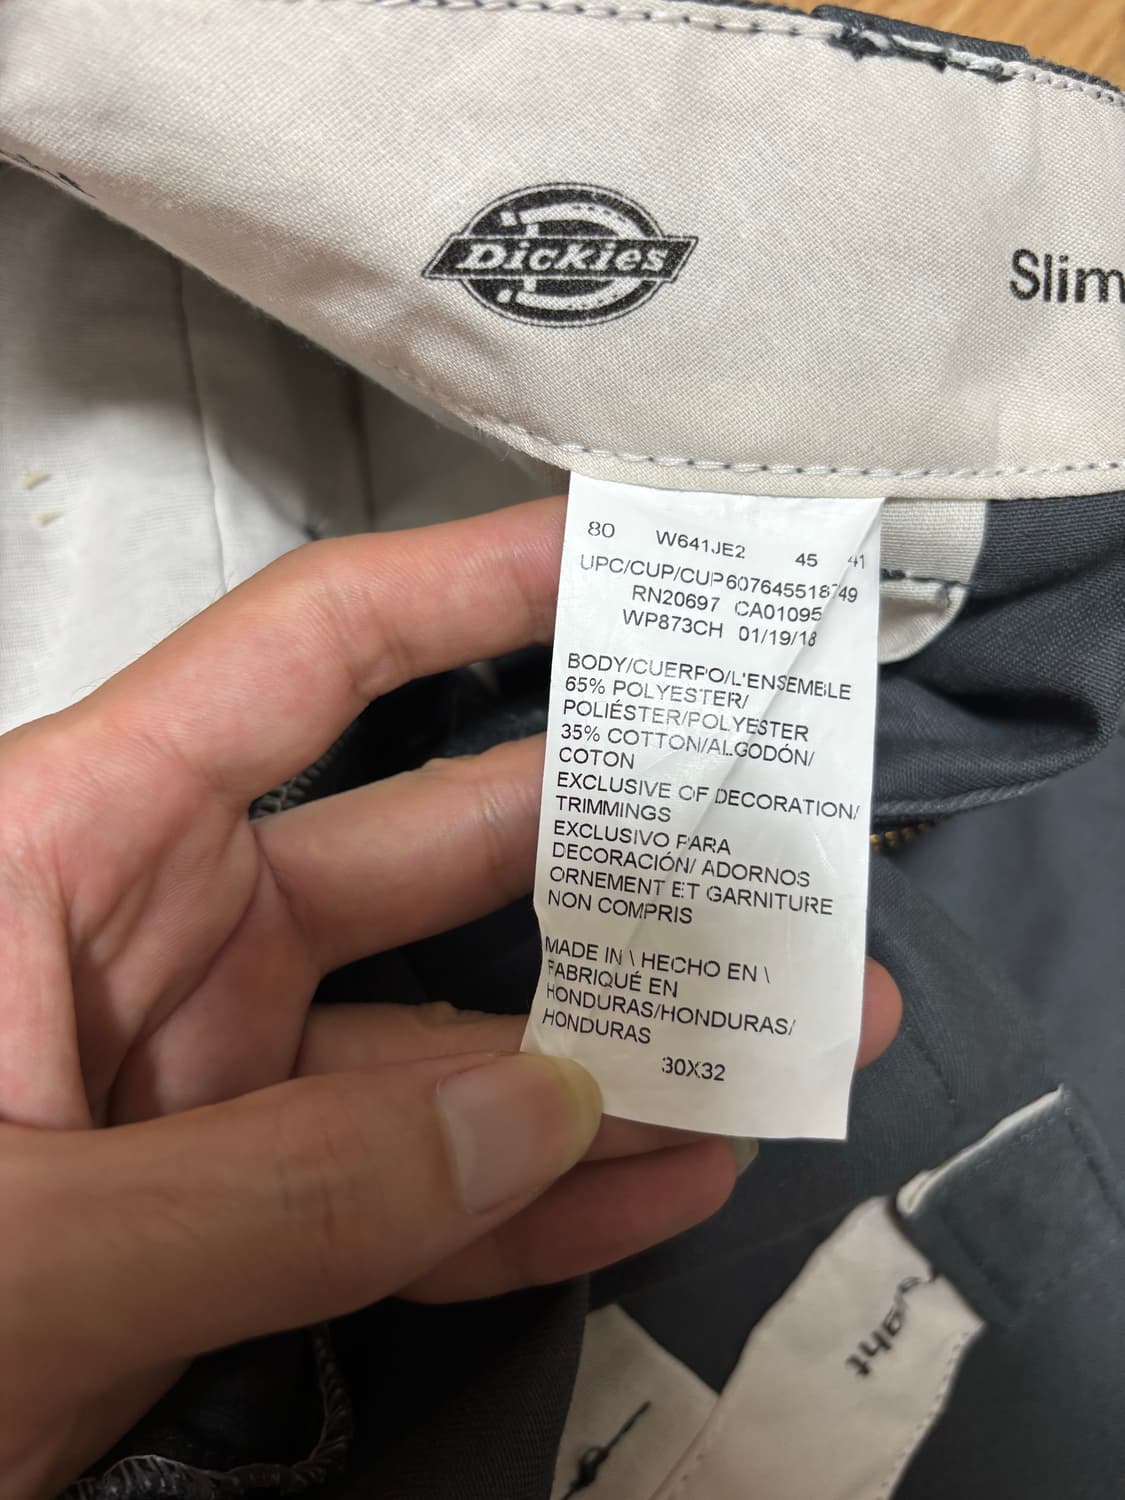 Dickies
Slim
80 W641JE2 45 41
UPC/CUP/CUP607645518749
RN20697 CA01095
WP873CH 01/19/18
BODY/CUERPO/L'ENSEMBLE
65% POLYESTER/
POLIÉSTER/POLYESTER
35% COTTON/ALGODÓN/
COTON
EXCLUSIVE OF DECORATION/
TRIMMINGS
EXCLUSIVO PARA
DECORACIÓN/ ADORNOS
ORNEMENT ET GARNITURE
NON COMPRIS
MADE IN \ HECHO EN \
FABRIQUÉ EN
HONDURAS/HONDURAS/
HONDURAS
30X32